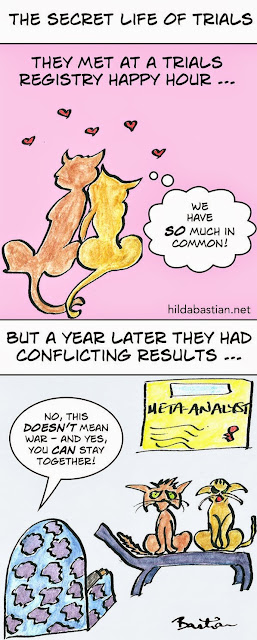 THE SECRET LIFE OF TRIALS
THEY MET AT A TRIALS
REGISTRY HAPPY HOUR ...
WE
HAVE
SO MUCH IN
COMMON!
hildabastian.net
BUT A YEAR LATER THEY HAD
CONFLICTING RESULTS ...
NO, THIS
DOESN'T MEAN
WAR – AND YES,
YOU CAN STAY
TOGETHER!
META-ANALYST
Bastian